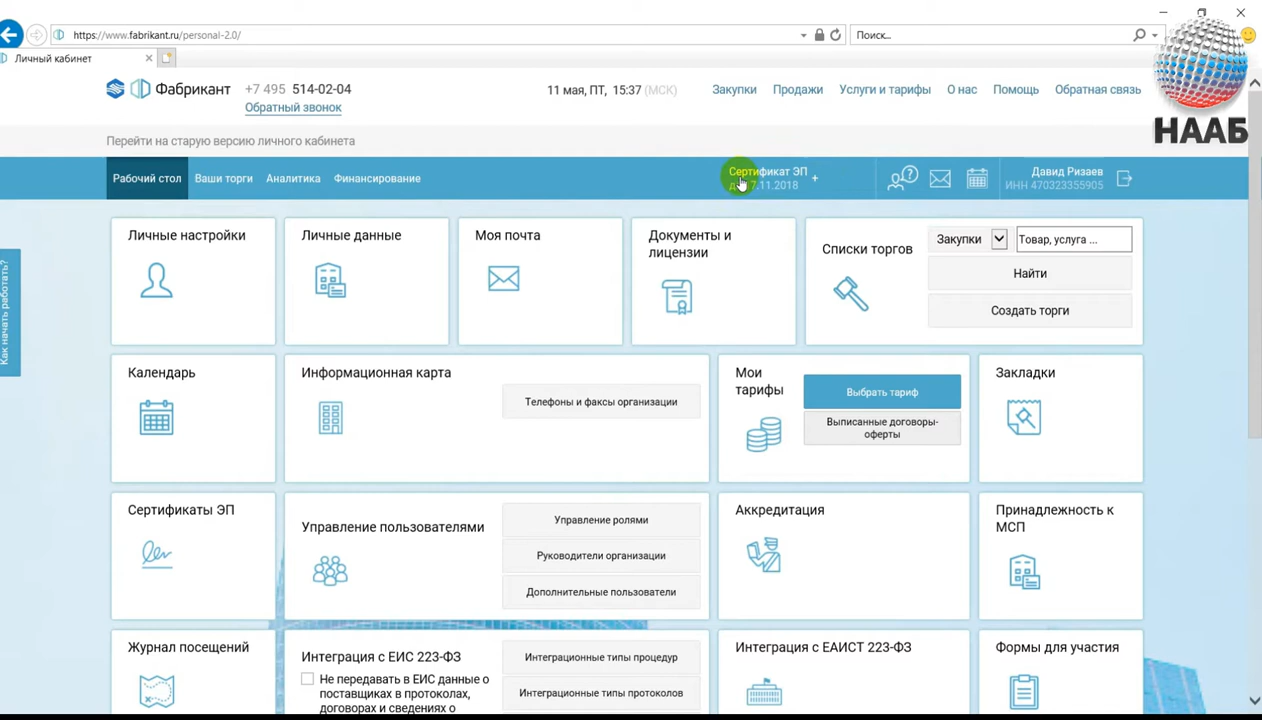 https://www.fabrikant.ru/personal-2.0/
Поиск...
Личный кабинет
Фабрикант
+7 495 514-02-04
Обратный звонок
11 мая, ПТ, 15:37 (МСК)
Закупки
Продажи
Услуги и тарифы
О нас
Помощь
Обратная связь
НААБ
Перейти на старую версию личного кабинета
Рабочий стол
Ваши торги
Аналитика
Финансирование
Сертификат ЭП
7.11.2018
+
Давид Ризаев
ИНН 470323355905
Как начать работать?
Личные настройки
Личные данные
Моя почта
Документы и
лицензии
Списки торгов
Закупки
Товар, услуга ...
Найти
Создать торги
Календарь
Информационная карта
Телефоны и факсы организации
Мои
тарифы
Выбрать тариф
Выписанные договоры-
оферты
Закладки
Сертификаты ЭП
Управление пользователями
Управление ролями
Руководители организации
Дополнительные пользователи
Аккредитация
Принадлежность к
МСП
Журнал посещений
Интеграция с ЕИС 223-ФЗ
Не передавать в ЕИС данные о
поставщиках в протоколах,
договорах и сведениях о
Интеграционные типы процедур
Интеграционные типы протоколов
Интеграция с ЕАИСТ 223-ФЗ
Формы для участия